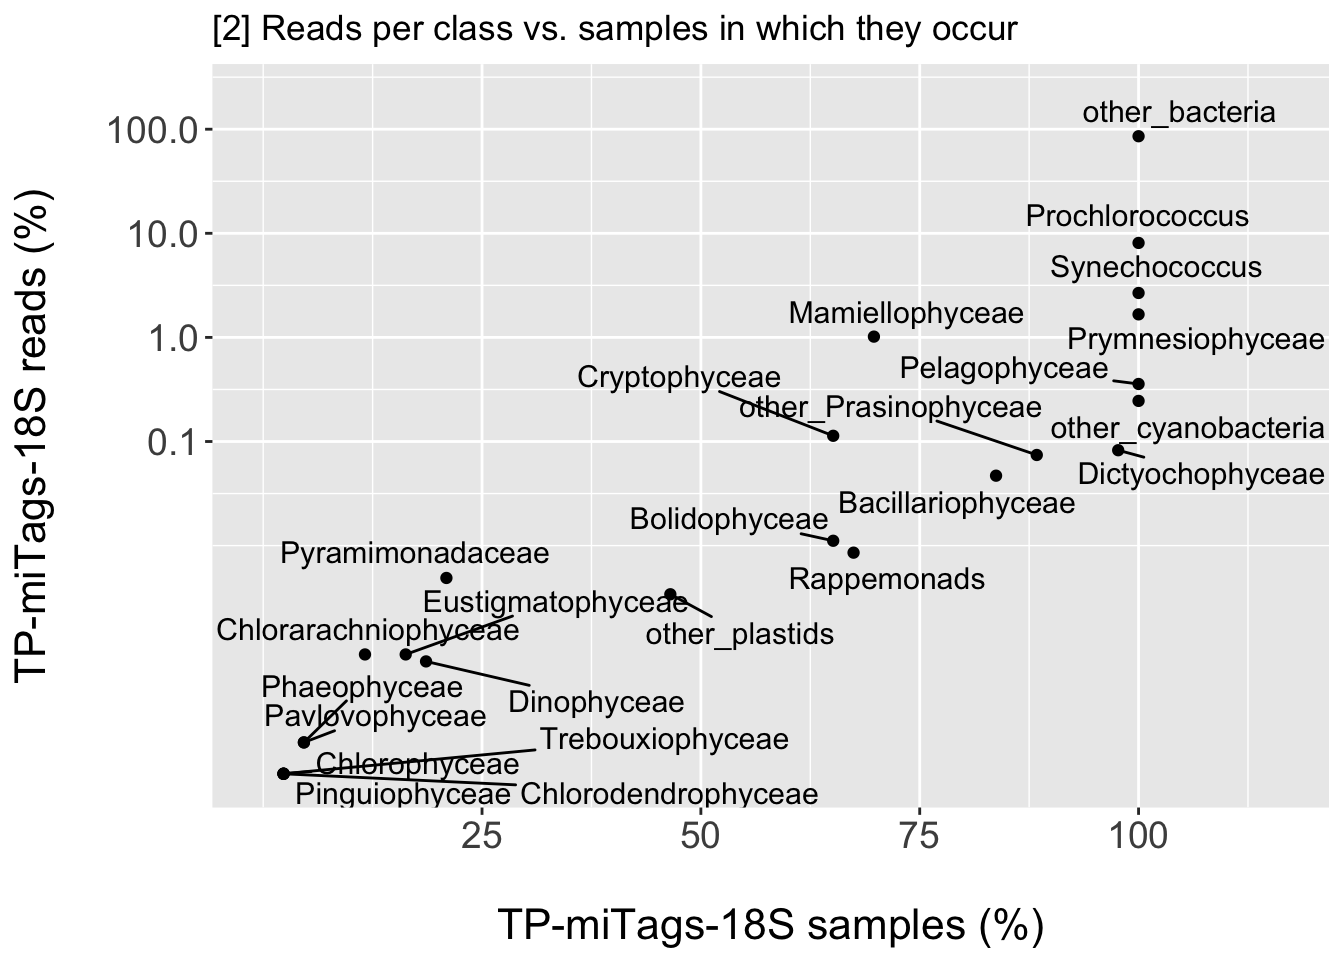 [2] Reads per class vs. samples in which they occur
TP-miTags-18S reads (%)
100.0
10.0
1.0
0.1
other_bacteria
Prochlorococcus
Synechococcus
Mamiellophyceae
Prymnesiophyceae
Pelagophyceae
Cryptophyceae
other_Prasinophyceae
other_cyanobacteria
Dictyochophyceae
Bacillariophyceae
Bolidophyceae
Pyramimonadaceae
Rappemonads
Eustigmatophyceae
Chlorarachniophyceae
other_plastids
Phaeophyceae
Dinophyceae
Pavlovophyceae
Trebouxiophyceae
Chlorophyceae
Pinguiophyceae
Chlorodendrophyceae
25
50
75
100
TP-miTags-18S samples (%)